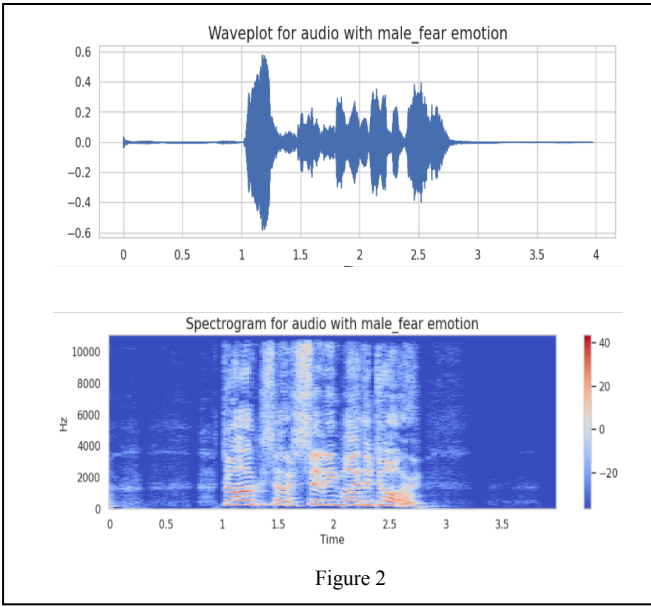 Waveplot for audio with male_fear emotion
0.6
0.4
0.2
0.0
−0.2
−0.4
−0.6
0 0.5 1 1.5 2 2.5 3 3.5 4
Spectrogram for audio with male_fear emotion
10000
8000
6000
4000
2000
0
Hz
0 0.5 1 1.5 2 2.5 3 3.5
Time
40
20
0
−20
Figure 2